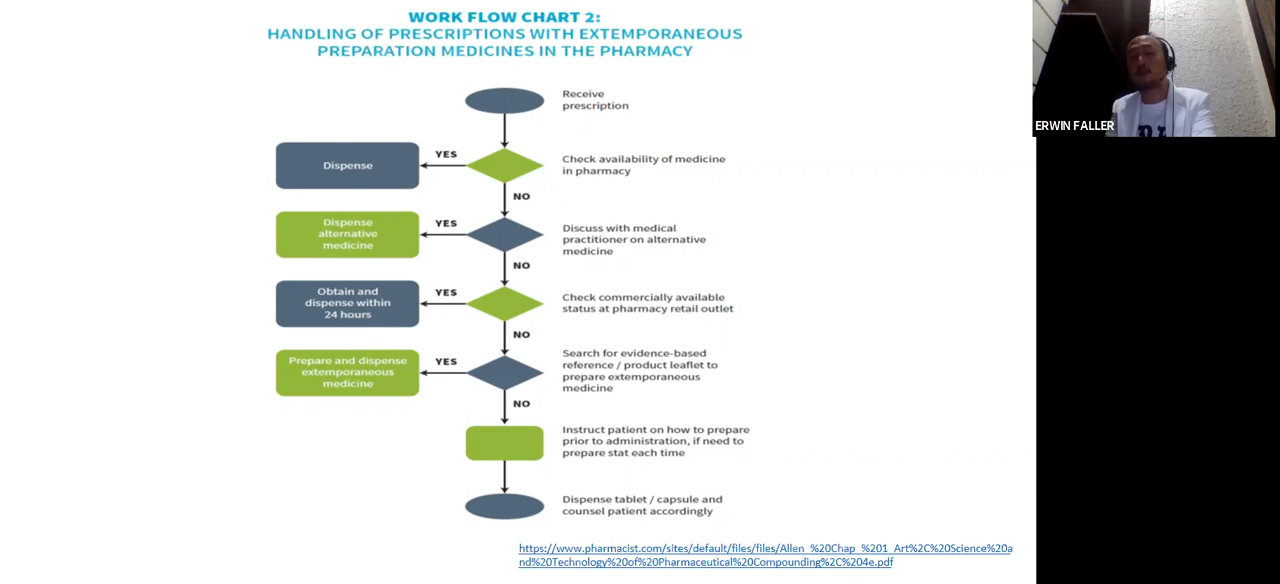 WORK FLOW CHART 2:
HANDLING OF PRESCRIPTIONS WITH EXTEMPORANEOUS
PREPARATION MEDICINES IN THE PHARMACY
Receive
prescription
YES
Dispense
Check availability of medicine
in pharmacy
NO
YES
Dispense
alternative
medicine
Discuss with medical
practitioner on alternative
medicine
NO
YES
Obtain and
dispense within
24 hours
Check commercially available
status at pharmacy retail outlet
NO
YES
Prepare and dispense
extemporaneous
medicine
Search for evidence-based
reference / product leaflet to
prepare extemporaneous
medicine
NO
Instruct patient on how to prepare
prior to administration, if need to
prepare stat each time
Dispense tablet / capsule and
counsel patient accordingly
https://www.pharmacist.com/sites/default/files/files/Allen_%20Chap_%201_Art%2C%20Science%20a
nd%20Technology%20of%20Pharmaceutical%20Compounding%2C%204e.pdf
ERWIN FALLER